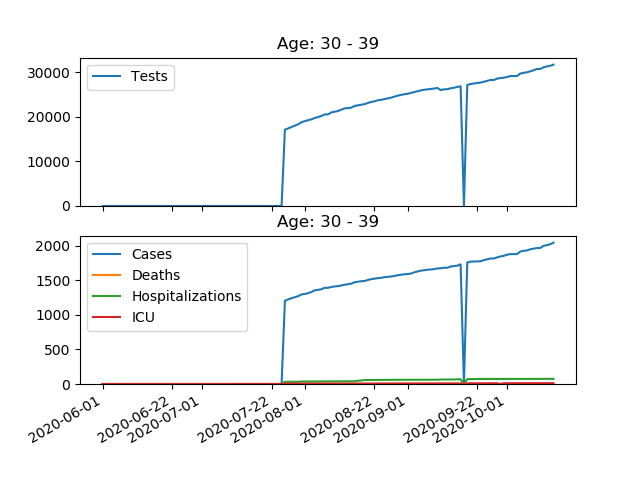 Age: 30 - 39
30000
20000
10000
0
Tests
Age: 30 - 39
2000
1500
1000
500
0
Cases
Deaths
Hospitalizations
ICU
2020-06-01
2020-06-22
2020-07-01
2020-07-22
2020-08-01
2020-08-22
2020-09-01
2020-09-22
2020-10-01